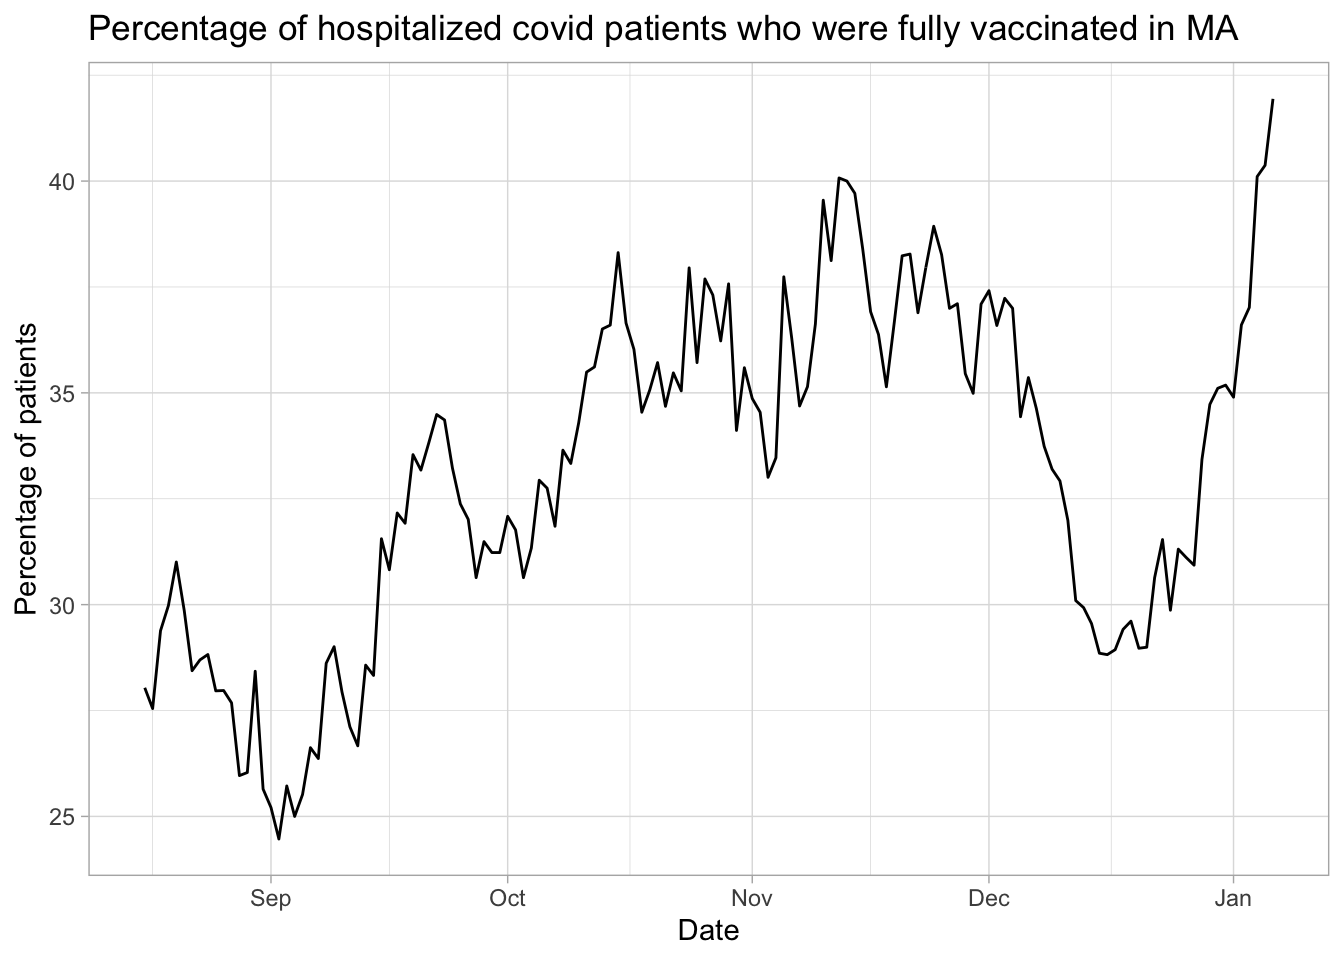 Percentage of hospitalized covid patients who were fully vaccinated in MA
Percentage of patients
40
35
30
25
Sep Oct Nov Dec Jan
Date